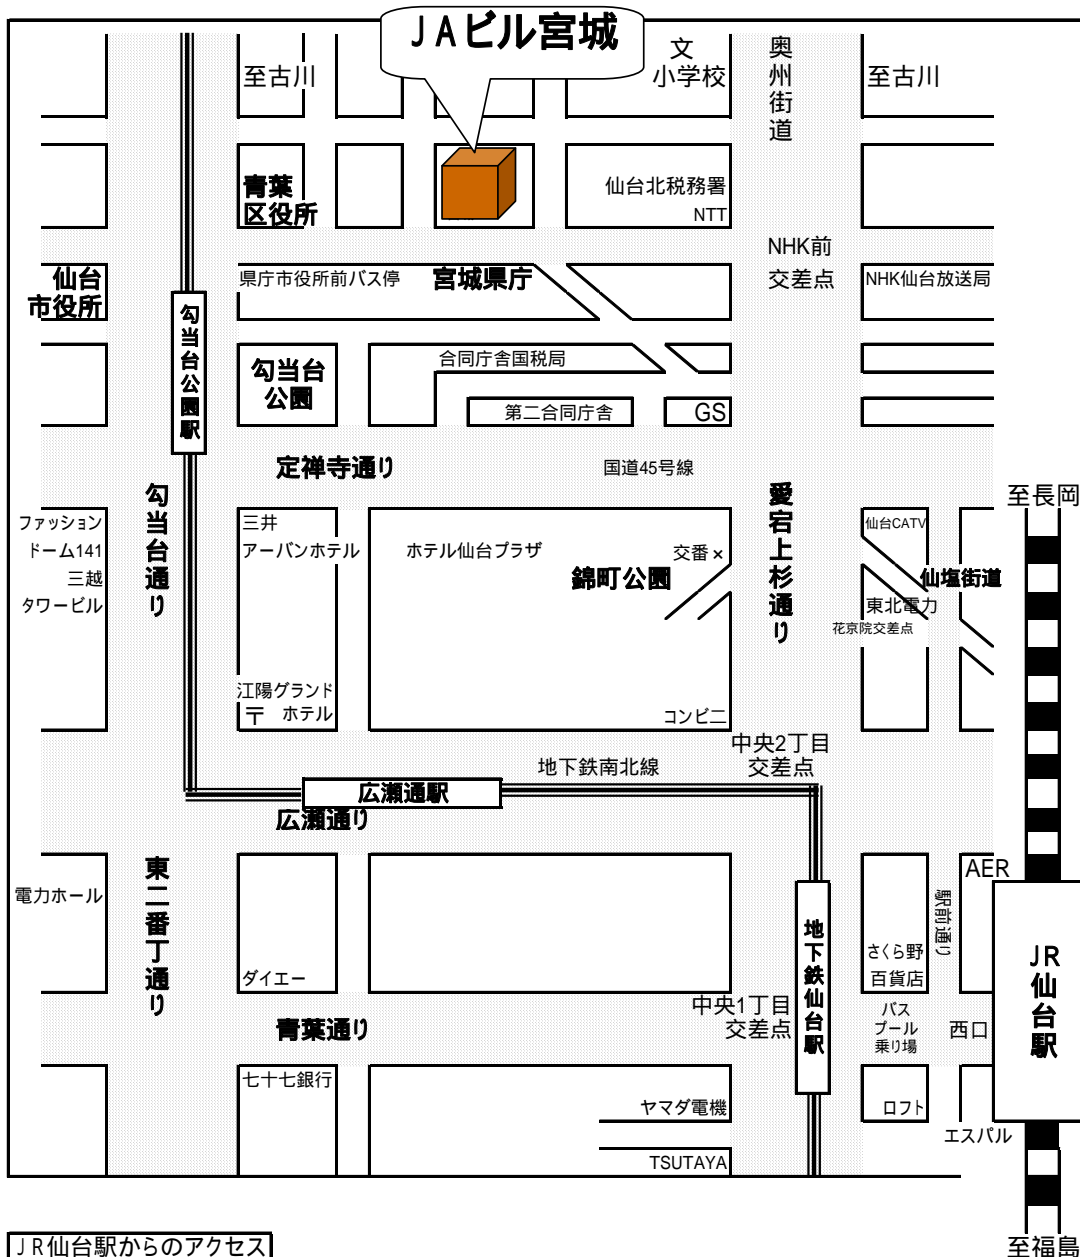 JAビル宮城
文
小学校
奥州街道
至古川
至古川
青葉
区役所
仙台北税務署
NTT
NHK前
交差点
仙台
市役所
県庁市役所前バス停
宮城県庁
NHK仙台放送局
勾当台公園駅
勾当台
公園
合同庁舎国税局
第二合同庁舎
GS
定禅寺通り
国道45号線
勾当台通り
愛宕上杉通り
至長岡
ファッション
ドーム141
三越
タワービル
三井
アーバンホテル
ホテル仙台プラザ
交番×
錦町公園
仙台CATV
仙塩街道
東北電力
花京院交差点
江陽グランド
〒 ホテル
コンビニ
中央2丁目
交差点
地下鉄南北線
広瀬通駅
広瀬通り
東二番丁通り
電力ホール
ダイエー
AER
駅前通り
さくら野
百貨店
地下鉄仙台駅
JR仙台駅
中央1丁目
交差点
バス
プール
乗り場
西口
青葉通り
七十七銀行
ヤマダ電機
ロフト
エスパル
TSUTAYA
JR仙台駅からのアクセス
至福島